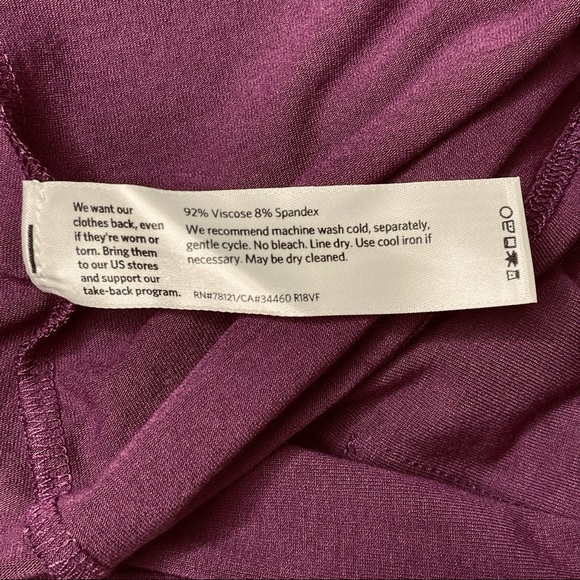 We want our
clothes back, even
if they're worn or
torn. Bring them
to our US stores
and support our
take-back program.
92% Viscose 8% Spandex
We recommend machine wash cold, separately,
gentle cycle. No bleach. Line dry. Use cool iron if
necessary. May be dry cleaned.
RN#78121/CA#34460 R18VF